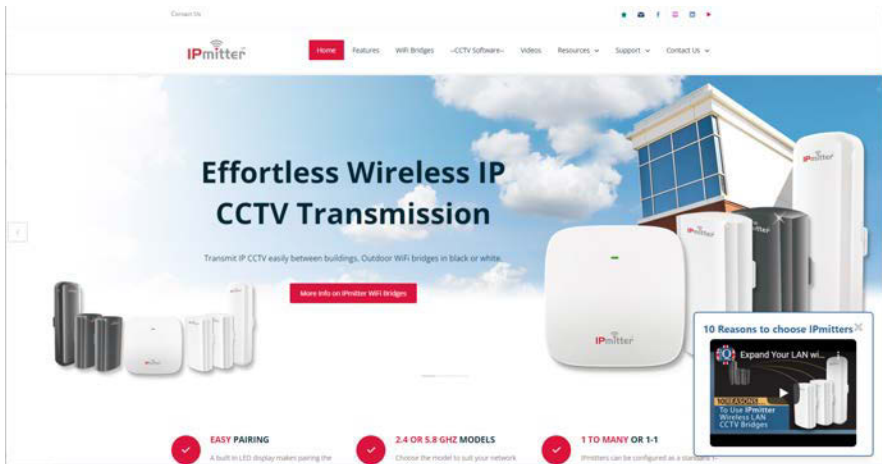 Contact Us
IPmitter
Home Features WiFi Bridges --CCTV Software-- Videos Resources Support Contact Us
Effortless Wireless IP
CCTV Transmission
Transmit IP CCTV easily between buildings. Outdoor WiFi bridges in black or white.
More Info on IPmitter WiFi Bridges
IPmitter
IPmitter
IPmitter
10 Reasons to choose IPmitters
Expand Your LAN wi...
10 REASONS
To Use IPmitter
Wireless LAN
CCTV Bridges
EASY PAIRING
A built in LED display makes pairing the
2.4 OR 5.8 GHZ MODELS
Choose the model to suit your network
1 TO MANY OR 1-1
IPmitters can be configured as a standard 1-